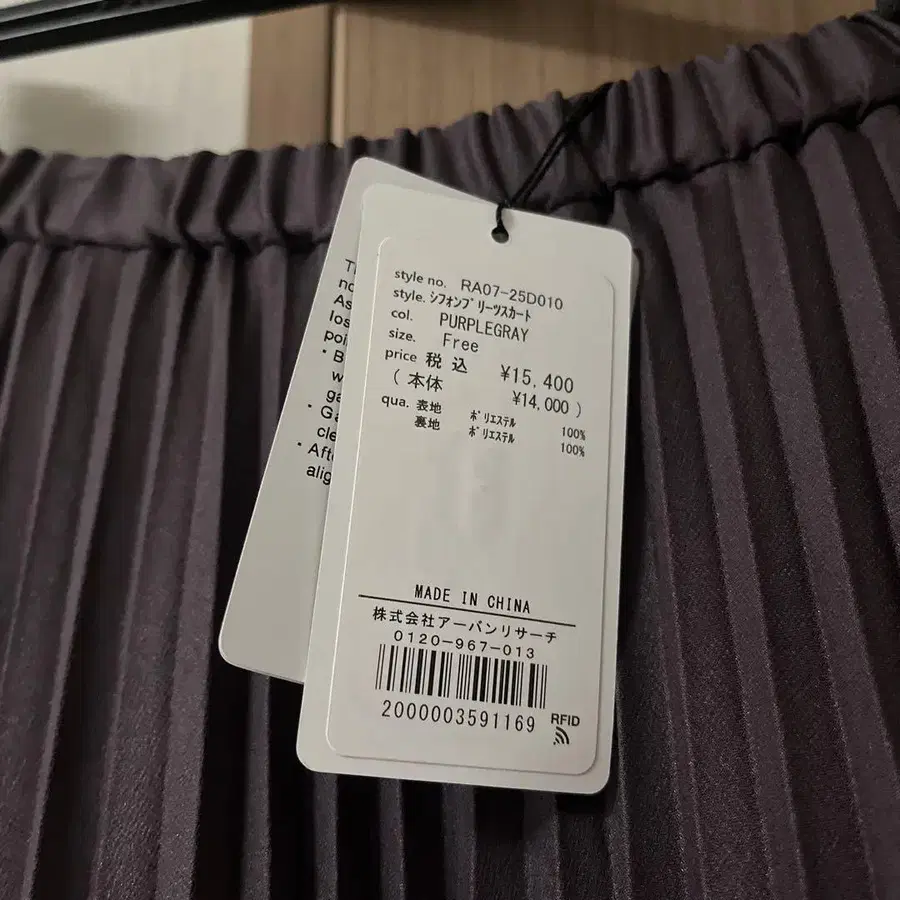 style no. RA07-25D010
style. ｼﾌｫﾝﾌﾟﾘｰﾂｽｶｰﾄ
col. PURPLEGRAY
size. Free
price 税 込 ¥15,400
( 本体 ¥14,000 )
qua. 表地 ﾎﾟﾘｴｽﾃﾙ 100%
裏地 ﾎﾟﾘｴｽﾃﾙ 100%
MADE IN CHINA
株式会社アーバンリサーチ
0120-967-013
2000003591169
RFID